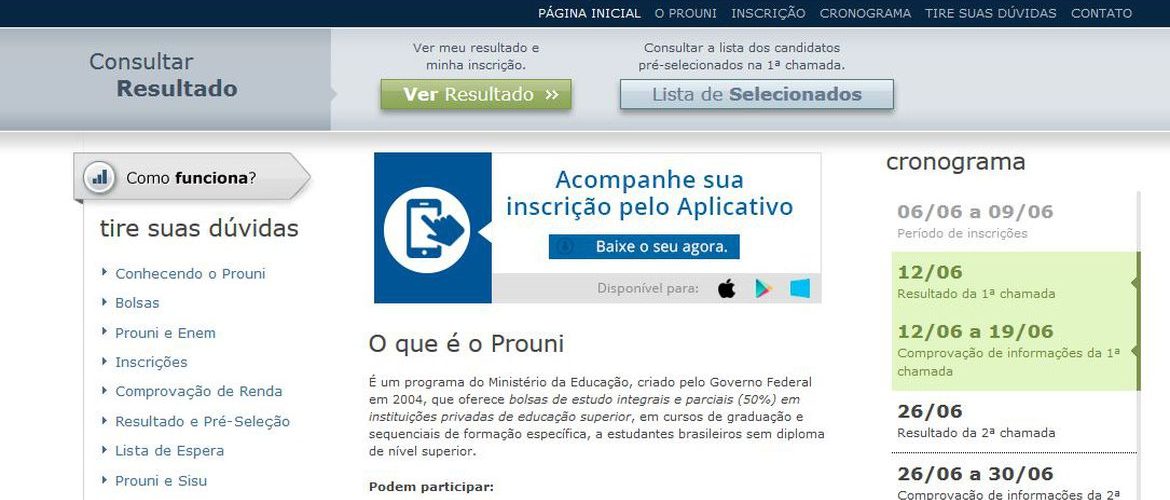 PÁGINA INICIAL O PROUNI INSCRIÇÃO CRONOGRAMA TIRE SUAS DÚVIDAS CONTATO
Consultar
Resultado
Ver meu resultado e
minha inscrição.
Ver Resultado »
Consultar a lista dos candidatos
pré-selecionados na 1ª chamada.
Lista de Selecionados
Como funciona?
tire suas dúvidas
Conhecendo o Prouni
Bolsas
Prouni e Enem
Inscrições
Comprovação de Renda
Resultado e Pré-Seleção
Lista de Espera
Prouni e Sisu
Acompanhe sua
inscrição pelo Aplicativo
Baixe o seu agora.
Disponível para:
O que é o Prouni
É um programa do Ministério da Educação, criado pelo Governo Federal
em 2004, que oferece bolsas de estudo integrais e parciais (50%) em
instituições privadas de educação superior, em cursos de graduação e
sequenciais de formação específica, a estudantes brasileiros sem diploma
de nível superior.
Podem participar:
cronograma
06/06 a 09/06
Período de inscrições
12/06
Resultado da 1ª chamada
12/06 a 19/06
Comprovação de informações da 1ª
chamada
26/06
Resultado da 2ª chamada
26/06 a 30/06
Comprovação de informações da 2ª